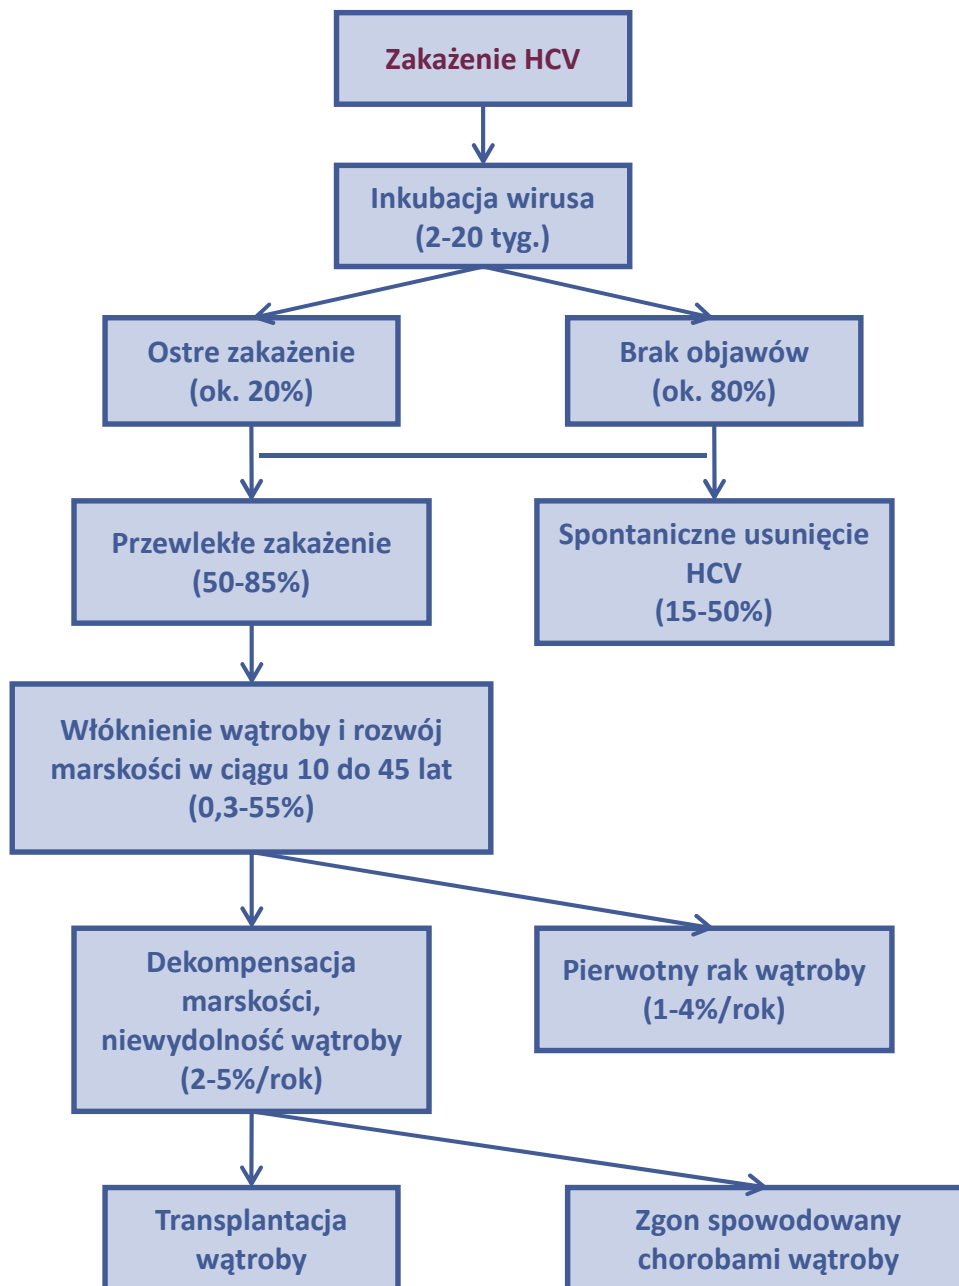 Zakażenie HCV
Inkubacja wirusa
(2-20 tyg.)
Ostre zakażenie
(ok. 20%)
Brak objawów
(ok. 80%)
Przewlekłe zakażenie
(50-85%)
Spontaniczne usunięcie
HCV
(15-50%)
Włóknienie wątroby i rozwój
marskości w ciągu 10 do 45 lat
(0,3-55%)
Dekompensacja
marskości,
niewydolność wątroby
(2-5%/rok)
Pierwotny rak wątroby
(1-4%/rok)
Transplantacja
wątroby
Zgon spowodowany
chorobami wątroby